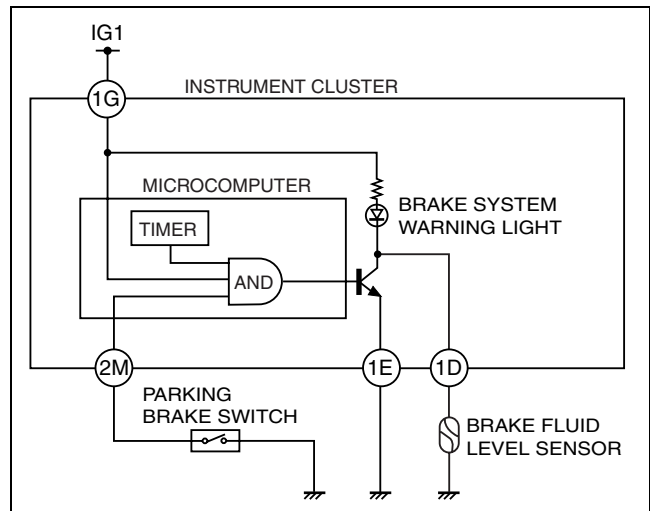 IG1
1G
INSTRUMENT CLUSTER
MICROCOMPUTER
TIMER
AND
BRAKE SYSTEM
WARNING LIGHT
2M
1E
1D
PARKING
BRAKE SWITCH
BRAKE FLUID
LEVEL SENSOR